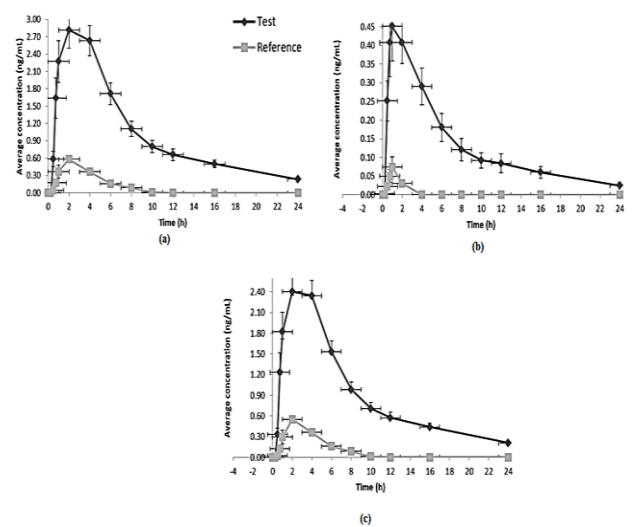 Test
Reference
Average concentration (ng/mL)
3.00
2.70
2.40
2.10
1.80
1.50
1.20
0.90
0.60
0.30
0.00
0 2 4 6 8 10 12 14 16 18 20 22 24
Time (h)
(a)
Average concentration (ng/mL)
0.45
0.40
0.35
0.30
0.25
0.20
0.15
0.10
0.05
0.00
-4 -2 0 2 4 6 8 10 12 14 16 18 20 22 24
Time (h)
(b)
Average concentration (ng/mL)
2.40
2.10
1.80
1.50
1.20
0.90
0.60
0.30
0.00
-4 -2 0 2 4 6 8 10 12 14 16 18 20 22 24
Time (h)
(c)